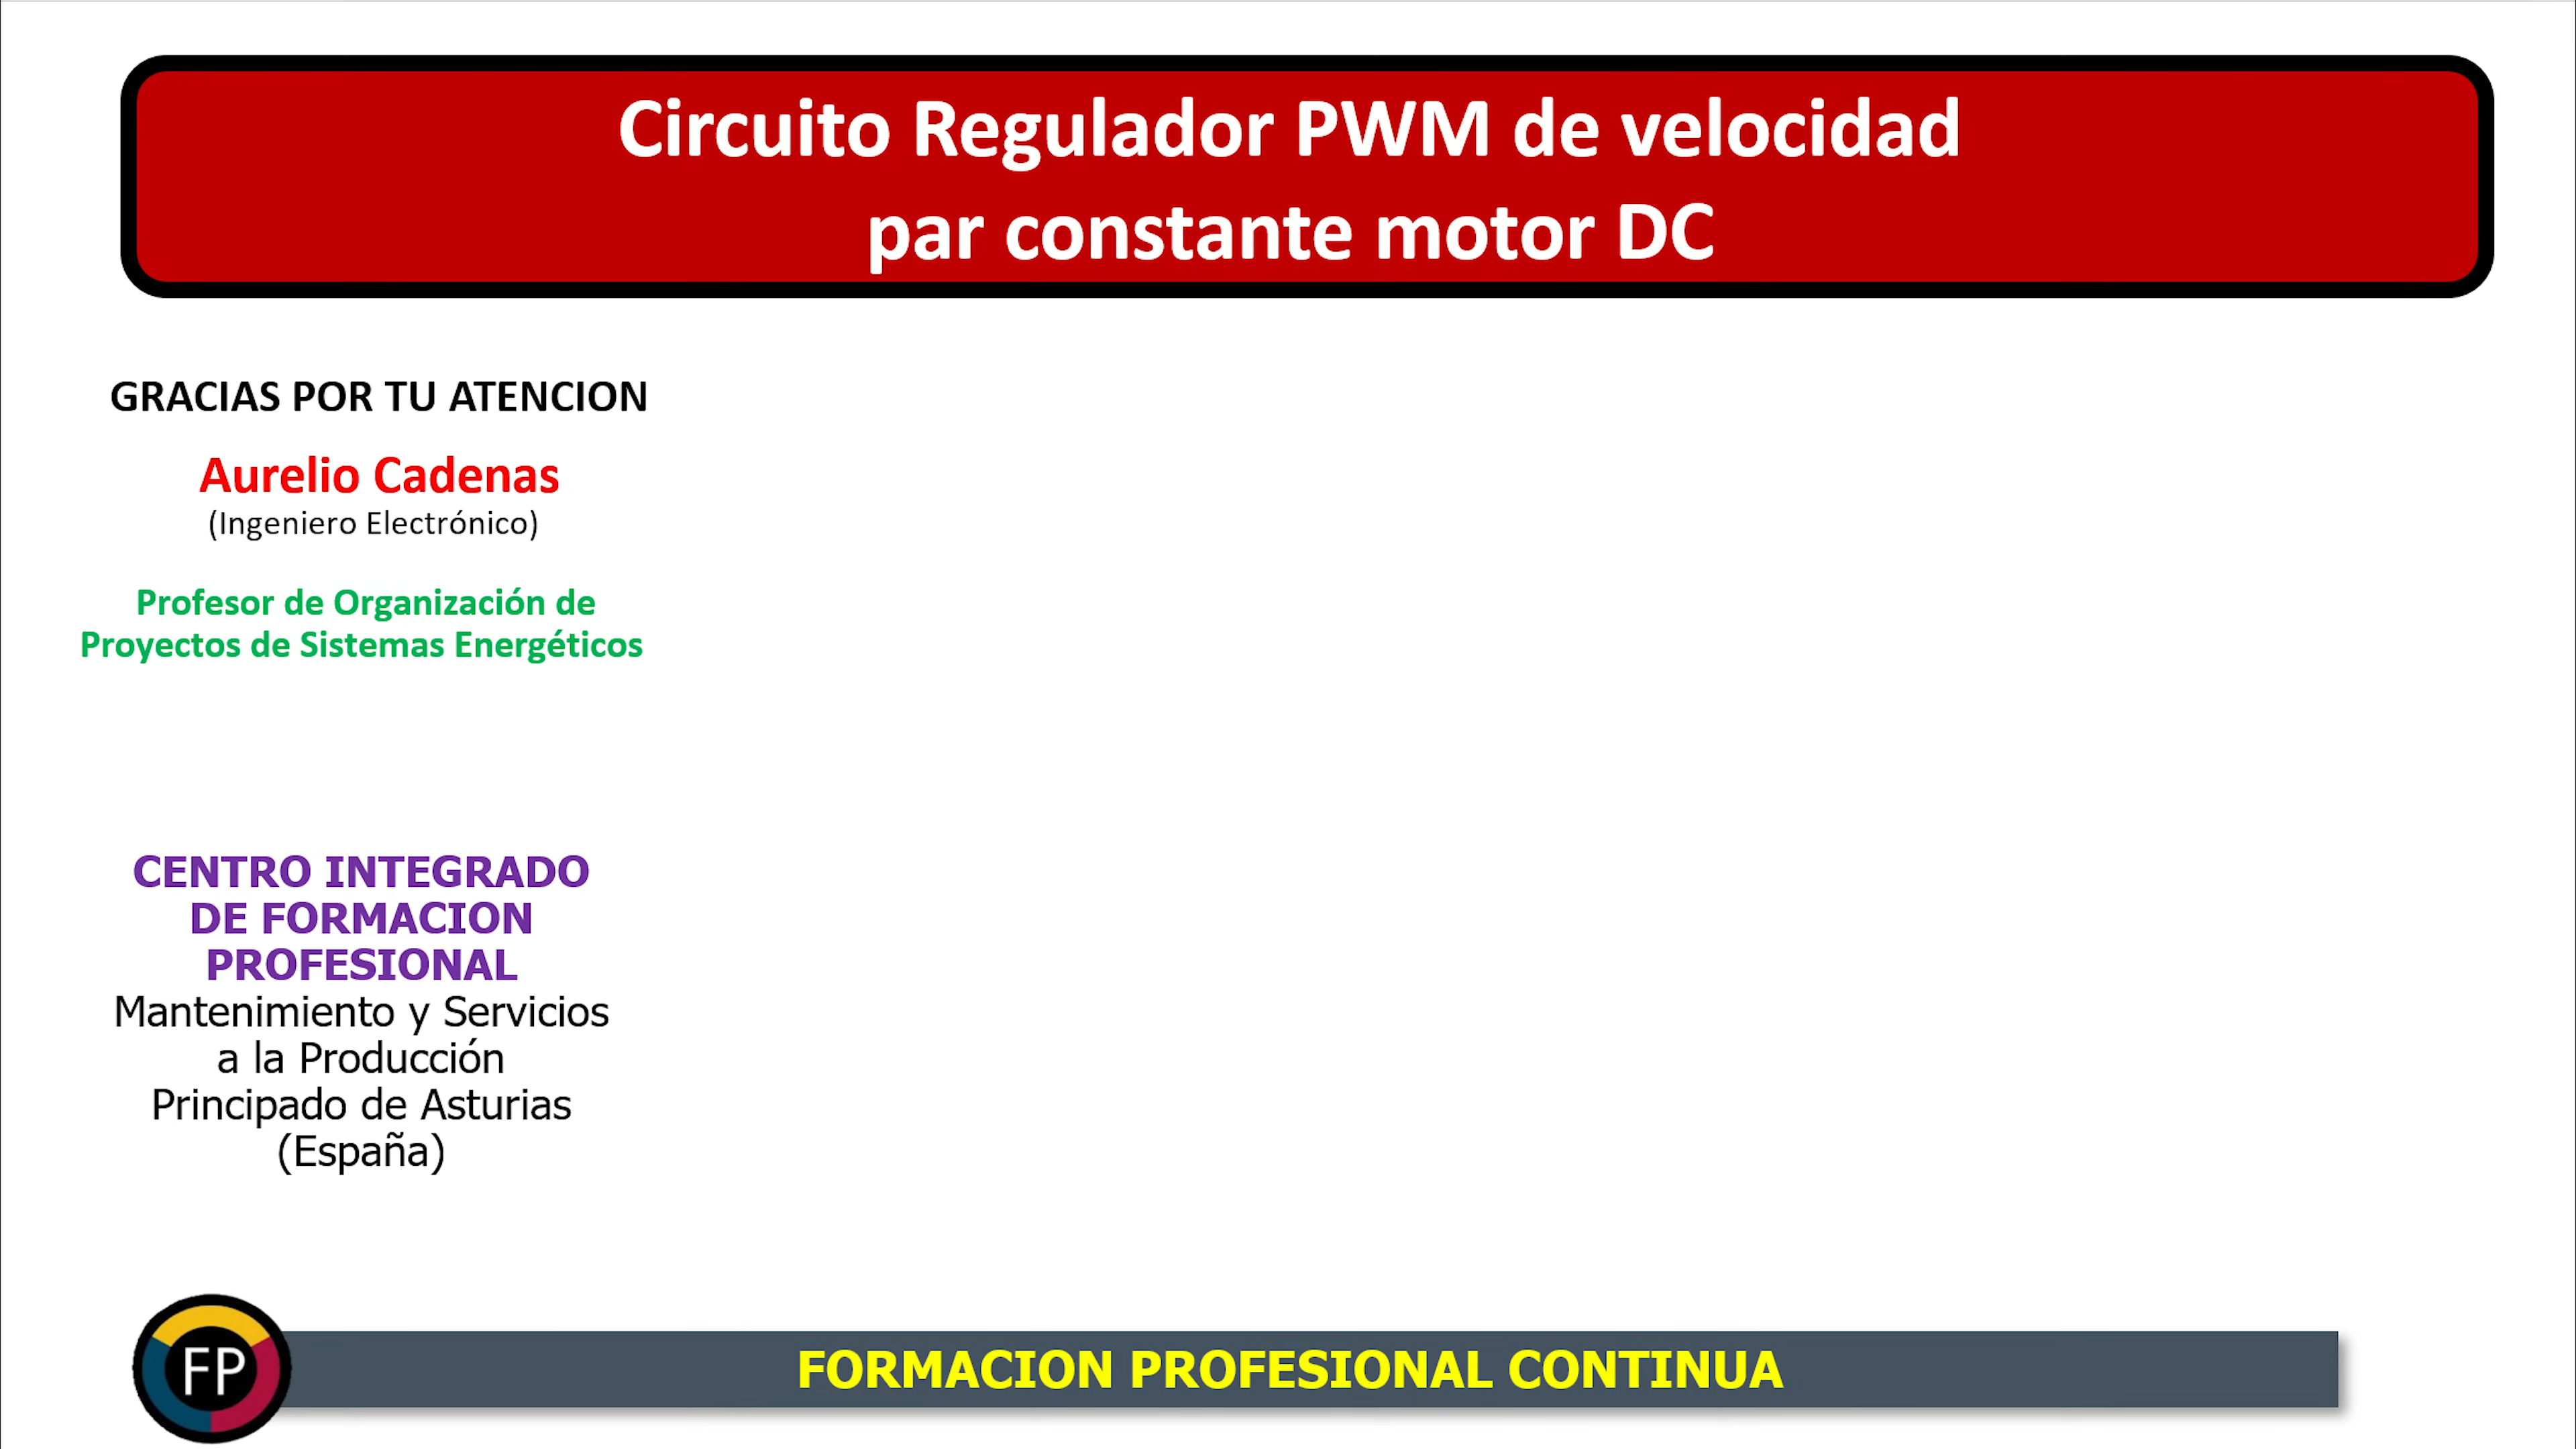 Circuito Regulador PWM de velocidad
par constante motor DC
GRACIAS POR TU ATENCION
Aurelio Cadenas
(Ingeniero Electrónico)
Profesor de Organización de
Proyectos de Sistemas Energéticos
CENTRO INTEGRADO
DE FORMACION
PROFESIONAL
Mantenimiento y Servicios
a la Producción
Principado de Asturias
(España)
FP
FORMACION PROFESIONAL CONTINUA